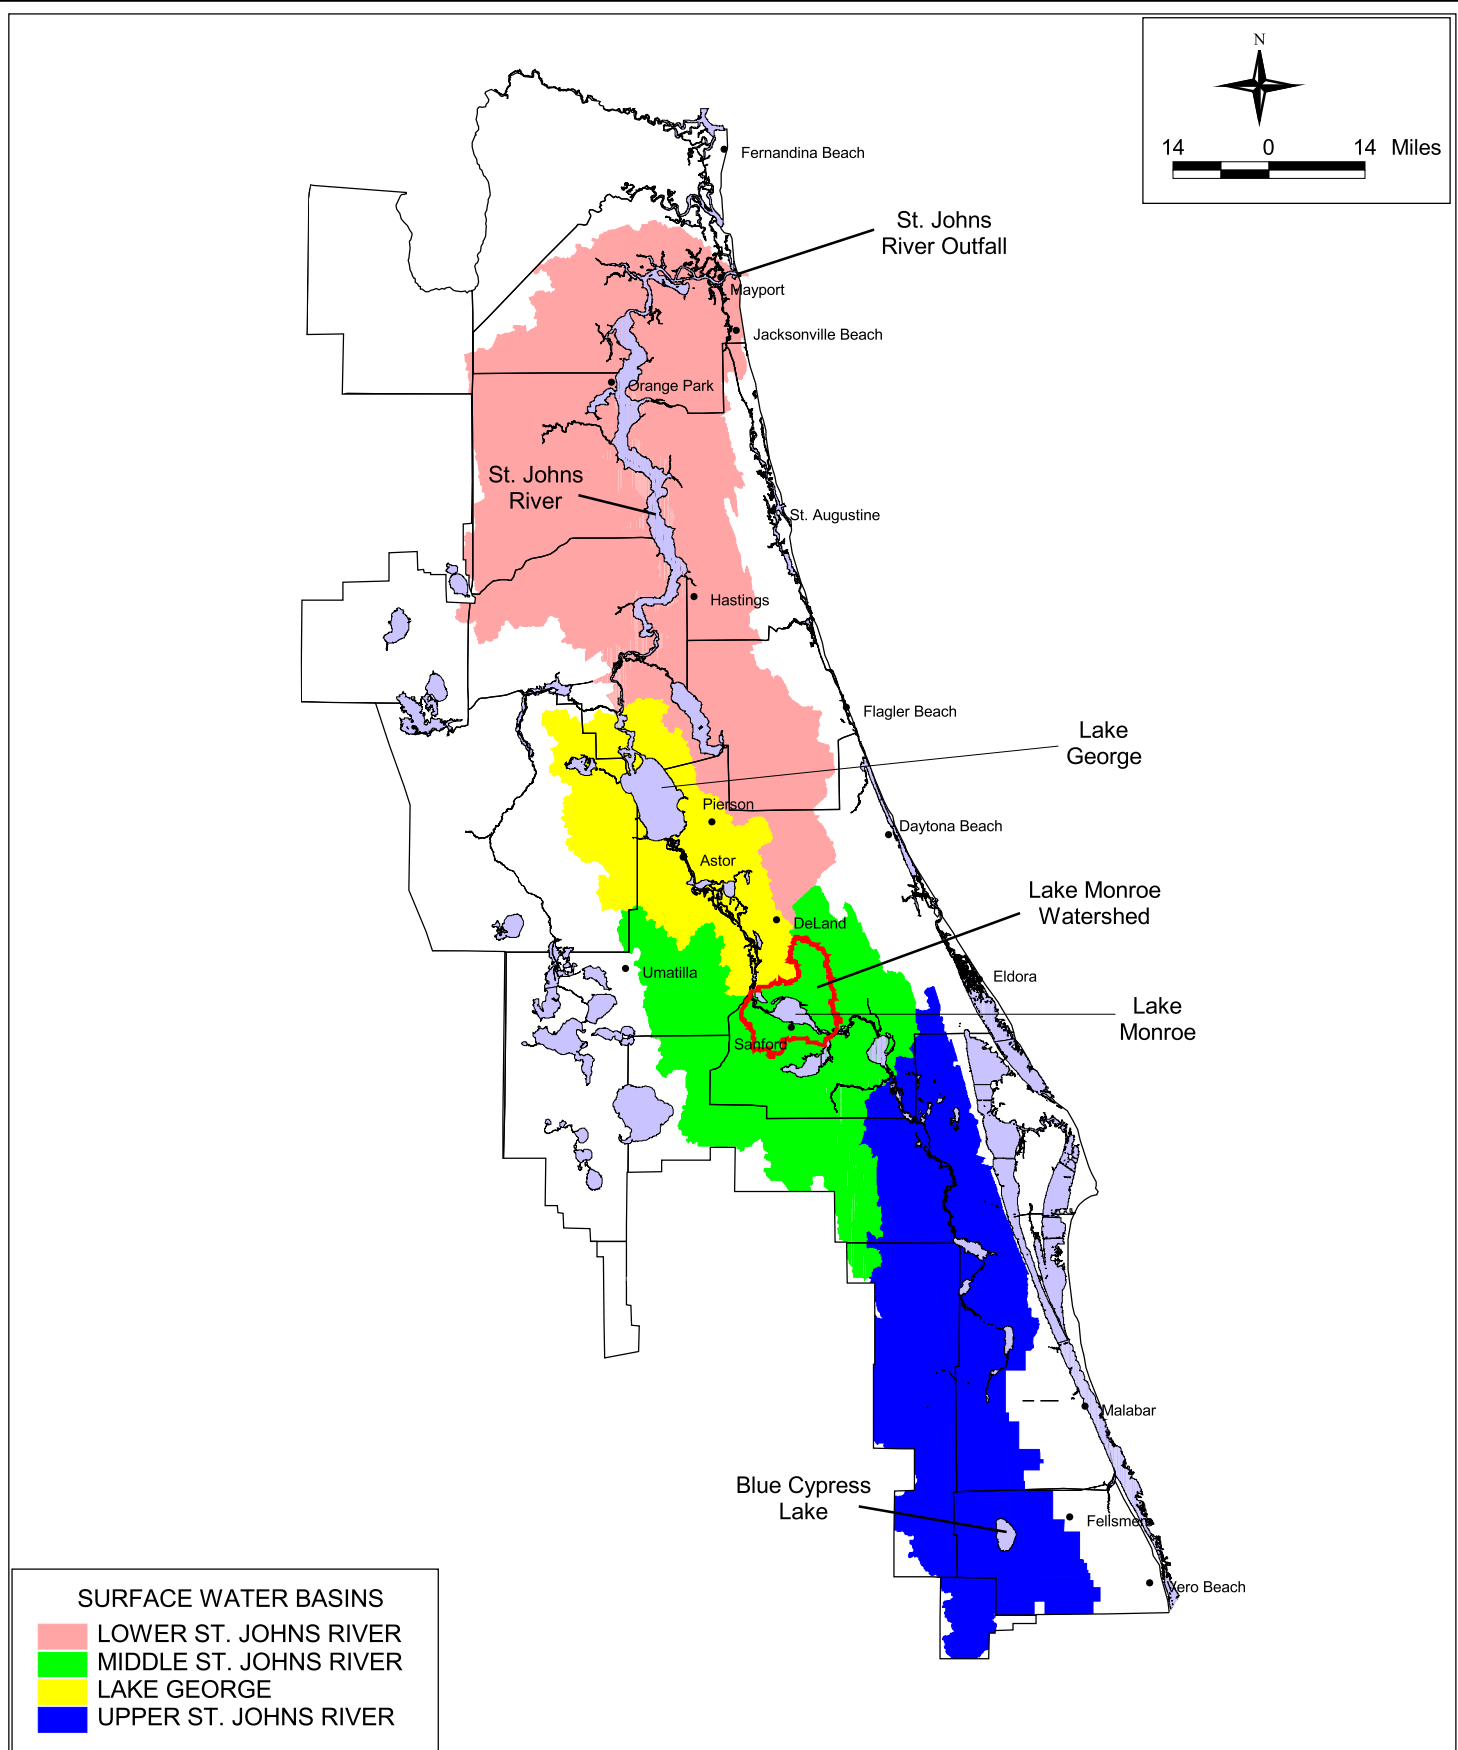 N
14 0 14 Miles
Fernandina Beach
St. Johns
River Outfall
Mayport
Jacksonville Beach
Orange Park
St. Johns
River
St. Augustine
Hastings
Flagler Beach
Lake
George
Pierson
Daytona Beach
Astor
Lake Monroe
Watershed
DeLand
Umatilla
Eldora
Lake
Monroe
Sanford
Malabar
Blue Cypress
Lake
Fellsmere
Vero Beach
SURFACE WATER BASINS
LOWER ST. JOHNS RIVER
MIDDLE ST. JOHNS RIVER
LAKE GEORGE
UPPER ST. JOHNS RIVER